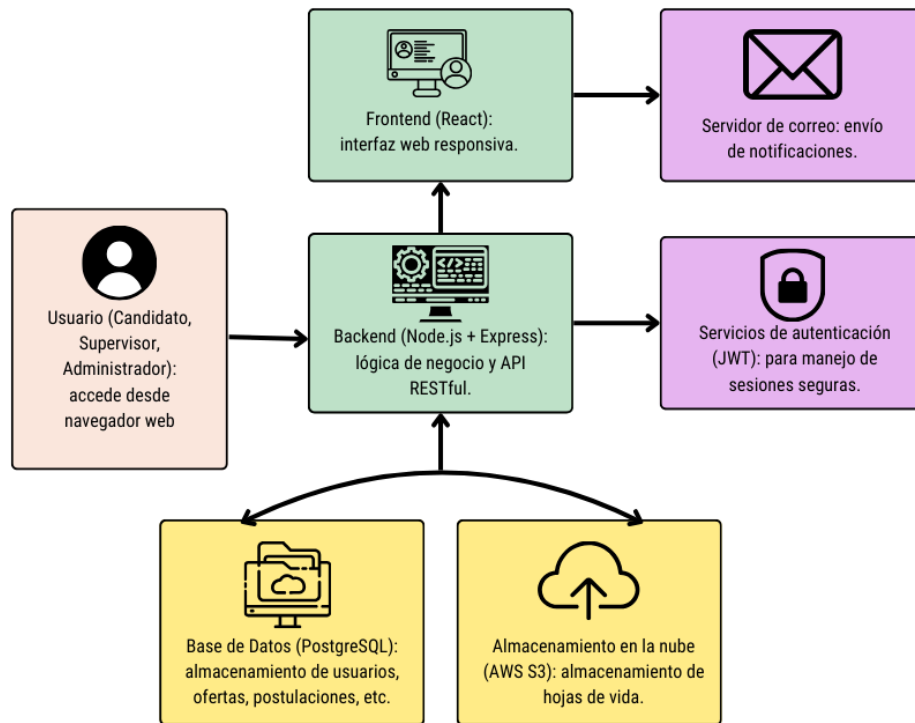 Frontend (React):
interfaz web responsiva.
Servidor de correo: envío
de notificaciones.
Usuario (Candidato,
Supervisor,
Administrador):
accede desde
navegador web
Backend (Node.js + Express):
lógica de negocio y API
RESTful.
Servicios de autenticación
(JWT): para manejo de
sesiones seguras.
Base de Datos (PostgreSQL):
almacenamiento de usuarios,
ofertas, postulaciones, etc.
Almacenamiento en la nube
(AWS S3): almacenamiento de
hojas de vida.